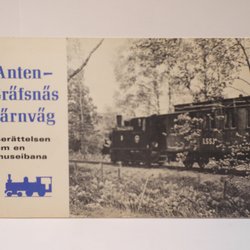 Anten-
Gräfsnäs
Järnväg
Berättelsen
om en
museibana